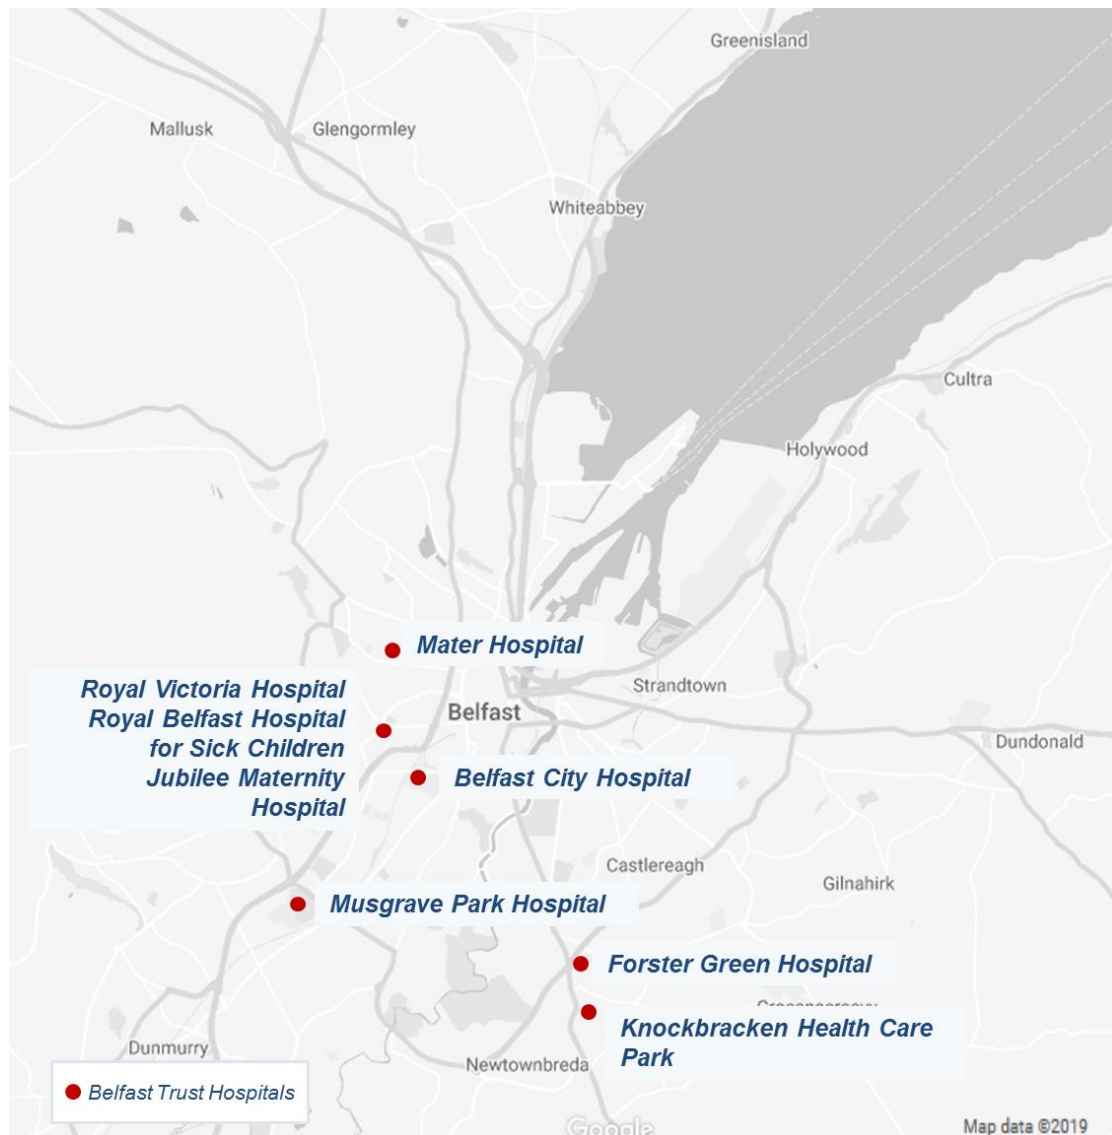 Greenisland
Mallusk
Glengormley
Whiteabbey
Cultra
Holywood
Mater Hospital
Strandtown
Royal Victoria Hospital
Royal Belfast Hospital
for Sick Children
Jubilee Maternity
Hospital
Belfast
Dundonald
Belfast City Hospital
Castlereagh
Gilnahirk
Musgrave Park Hospital
Forster Green Hospital
Knockbracken Health Care
Park
Dunmurry
Newtownbreda
Belfast Trust Hospitals
Google
Map data ©2019